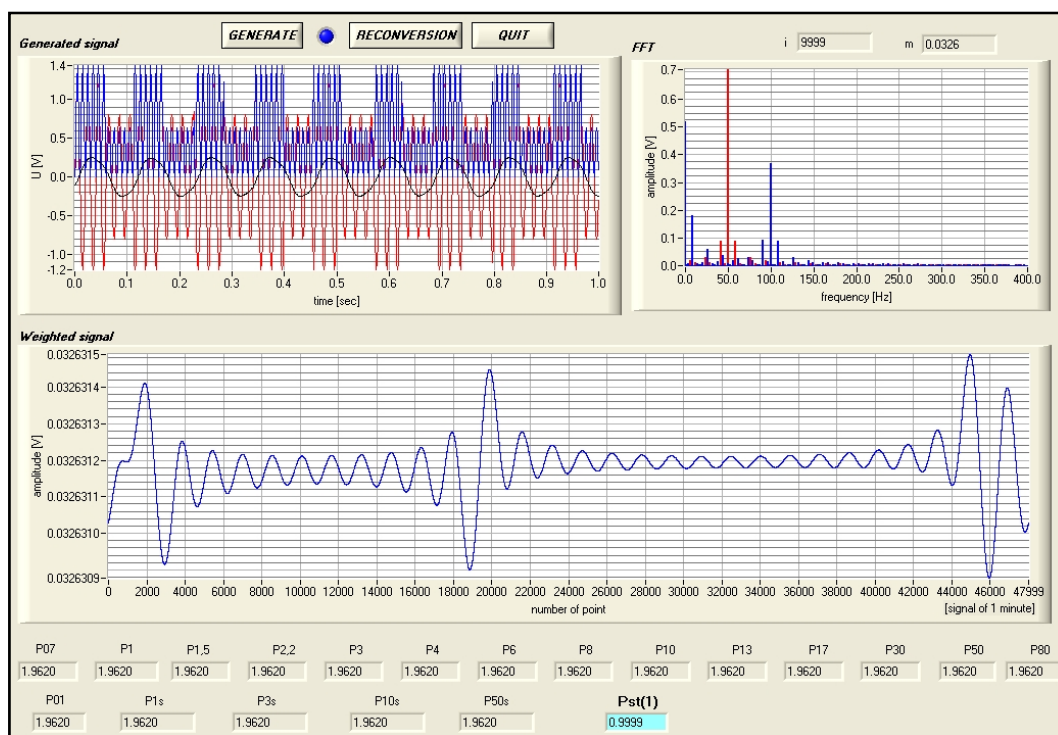 GENERATE RECONVERSION QUIT
Generated signal
1.4
1.0
0.5
0.0
-0.5
-1.0
-1.2
U [V]
0.0 0.1 0.2 0.3 0.4 0.5 0.6 0.7 0.8 0.9 1.0
time [sec]
FFT
i 9999 m 0.0326
0.7
0.6
0.5
0.4
0.3
0.2
0.1
0.0
amplitude [V]
0.0 50.0 100.0 150.0 200.0 250.0 300.0 350.0 400.0
frequency [Hz]
Weighted signal
0.0326315
0.0326314
0.0326313
0.0326312
0.0326311
0.0326310
0.0326309
amplitude [V]
0 2000 4000 6000 8000 10000 12000 14000 16000 18000 20000 22000 24000 26000 28000 30000 32000 34000 36000 38000 40000 42000 44000 46000 47999
number of point
[signal of 1 minute]
P07 P1 P1,5 P2,2 P3 P4 P6 P8 P10 P13 P17 P30 P50 P80
1.9620 1.9620 1.9620 1.9620 1.9620 1.9620 1.9620 1.9620 1.9620 1.9620 1.9620 1.9620 1.9620 1.9620
P01 P1s P3s P10s P50s Pst(1)
1.9620 1.9620 1.9620 1.9620 1.9620 0.9999